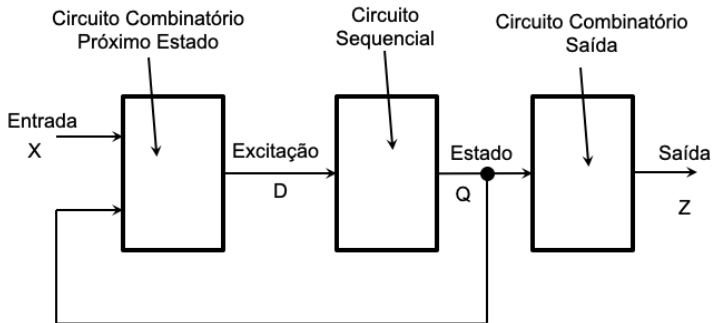 Circuito Combinatório
Próximo Estado
Circuito
Sequencial
Circuito Combinatório
Saída
Entrada
X
Excitação
D
Estado
Q
Saída
Z